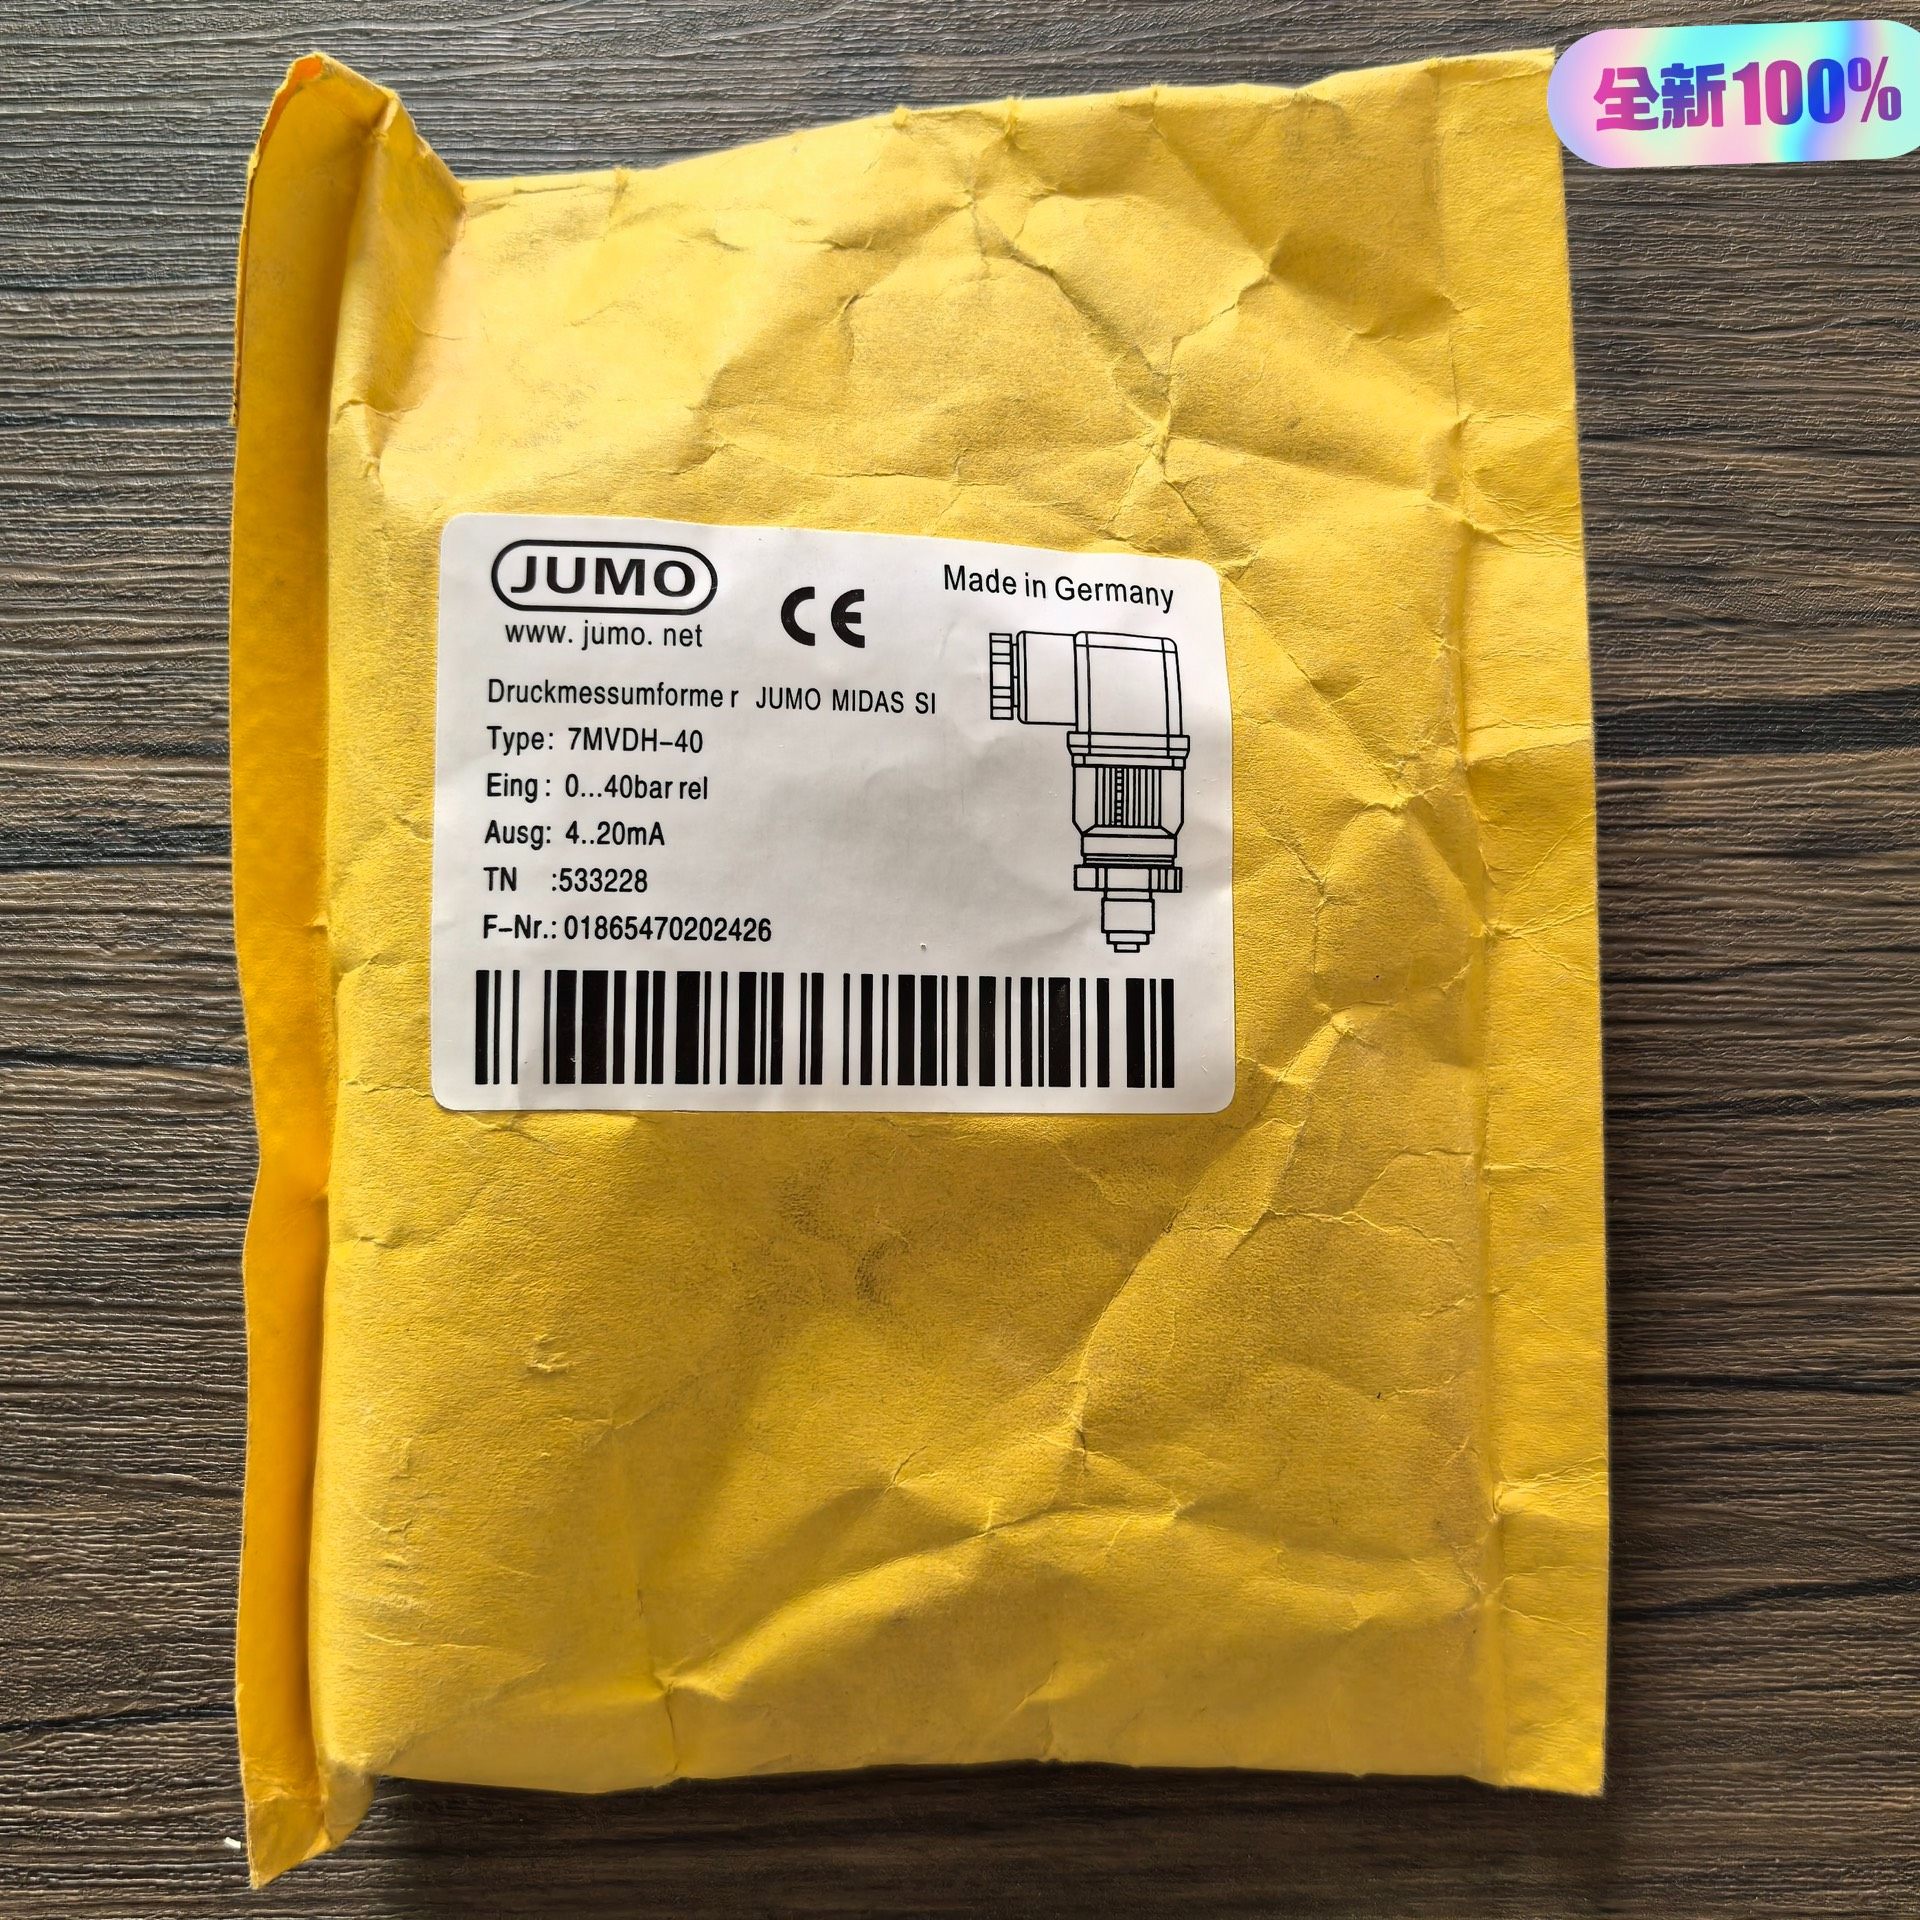 全新100%
JUMO
www.jumo.net
CE
Made in Germany
Druckmessumformer JUMO MIDAS SI
Type: 7MVDH-40
Eing: 0...40bar rel
Ausg: 4..20mA
TN :533228
F-Nr.: 01865470202426